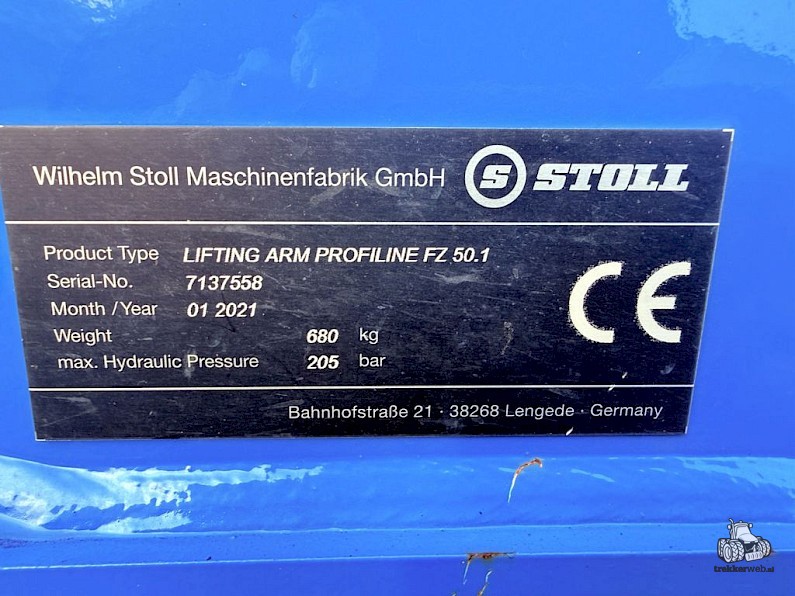 Wilhelm Stoll Maschinenfabrik GmbH S STOLL
Product Type LIFTING ARM PROFILINE FZ 50.1
Serial-No. 7137558
Month / Year 01 2021
Weight 680 kg
max. Hydraulic Pressure 205 bar
CE
Bahnhofstraße 21 · 38268 Lengede · Germany
trekkerweb.nl